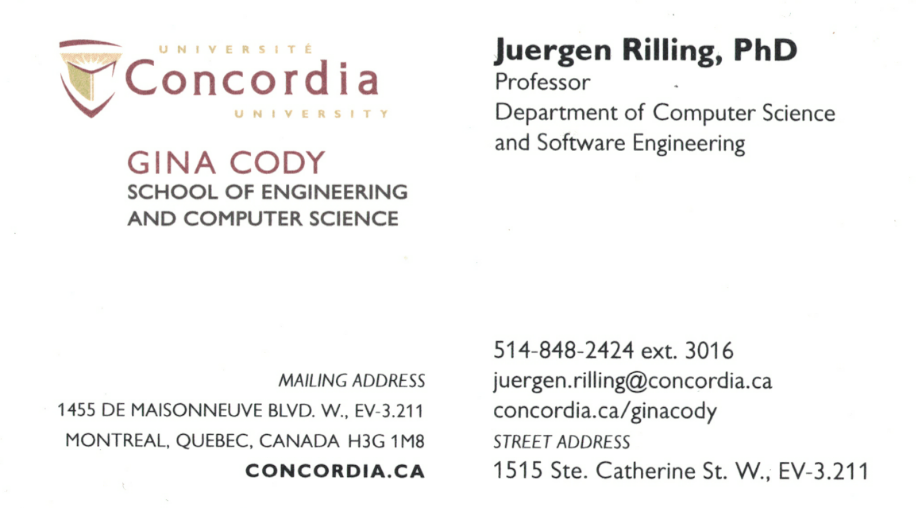 UNIVERSITÉ
Concordia
UNIVERSITY
GINA CODY
SCHOOL OF ENGINEERING
AND COMPUTER SCIENCE
Juergen Rilling, PhD
Professor
Department of Computer Science
and Software Engineering
MAILING ADDRESS
1455 DE MAISONNEUVE BLVD. W., EV-3.211
MONTREAL, QUEBEC, CANADA H3G 1M8
CONCORDIA.CA
514-848-2424 ext. 3016
juergen.rilling@concordia.ca
concordia.ca/ginacody
STREET ADDRESS
1515 Ste. Catherine St. W., EV-3.211